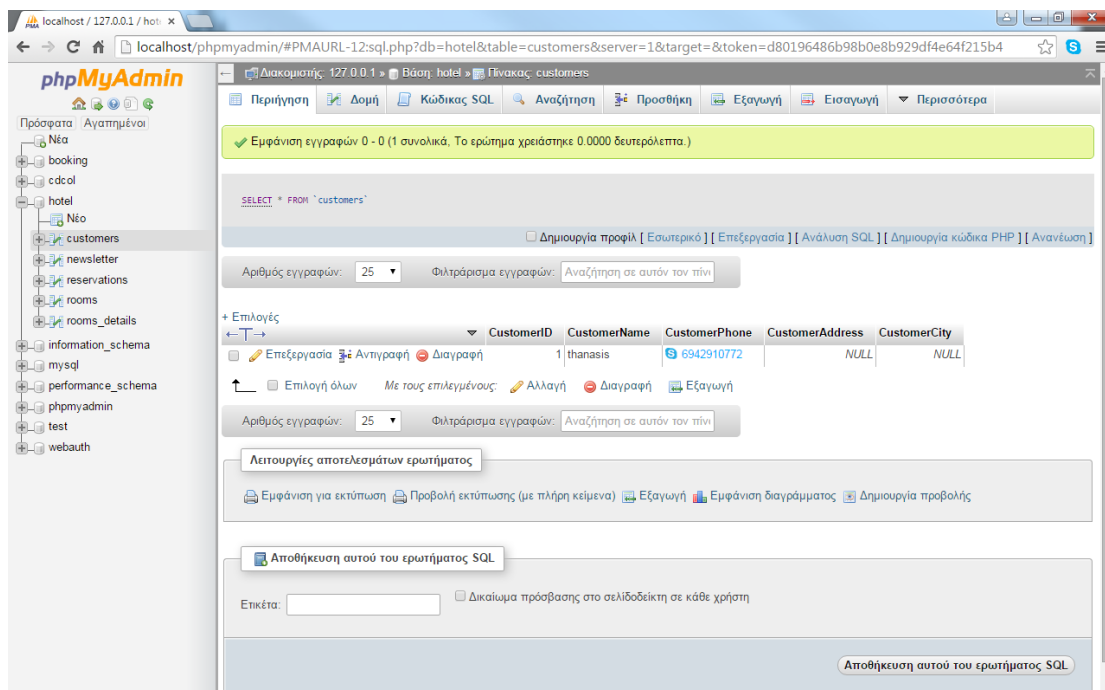 localhost / 127.0.0.1 / hote
localhost/phpmyadmin/#PMAURL-12:sql.php?db=hotel&table=customers&server=1&target=&token=d80196486b98b0e8b929df4e64f215b4
phpMyAdmin
Πρόσφατα Αγαπημένοι
Νέα
booking
cdcol
hotel
Νέο
customers
newsletter
reservations
rooms
rooms_details
information_schema
mysql
performance_schema
phpmyadmin
test
webauth
Διακομιστής: 127.0.0.1 » Βάση: hotel » Πίνακας: customers
Περιήγηση Δομή Κώδικας SQL Αναζήτηση Προσθήκη Εξαγωγή Εισαγωγή Περισσότερα
Εμφάνιση εγγραφών 0 - 0 (1 συνολικά, Το ερώτημα χρειάστηκε 0.0000 δευτερόλεπτα.)
SELECT * FROM `customers`
Δημιουργία προφίλ [ Εσωτερικό ] [ Επεξεργασία ] [ Ανάλυση SQL ] [ Δημιουργία κώδικα PHP ] [ Ανανέωση ]
Αριθμός εγγραφών: 25 Φιλτράρισμα εγγραφών: Αναζήτηση σε αυτόν τον πίνα
+ Επιλογές
CustomerID CustomerName CustomerPhone CustomerAddress CustomerCity
Επεξεργασία Αντιγραφή Διαγραφή 1 thanasis 6942910772 NULL NULL
Επιλογή όλων Με τους επιλεγμένους: Αλλαγή Διαγραφή Εξαγωγή
Αριθμός εγγραφών: 25 Φιλτράρισμα εγγραφών: Αναζήτηση σε αυτόν τον πίνα
Λειτουργίες αποτελεσμάτων ερωτήματος
Εμφάνιση για εκτύπωση Προβολή εκτύπωσης (με πλήρη κείμενα) Εξαγωγή Εμφάνιση διαγράμματος Δημιουργία προβολής
Αποθήκευση αυτού του ερωτήματος SQL
Ετικέτα: Δικαίωμα πρόσβασης στο σελίδοδείκτη σε κάθε χρήστη
Αποθήκευση αυτού του ερωτήματος SQL